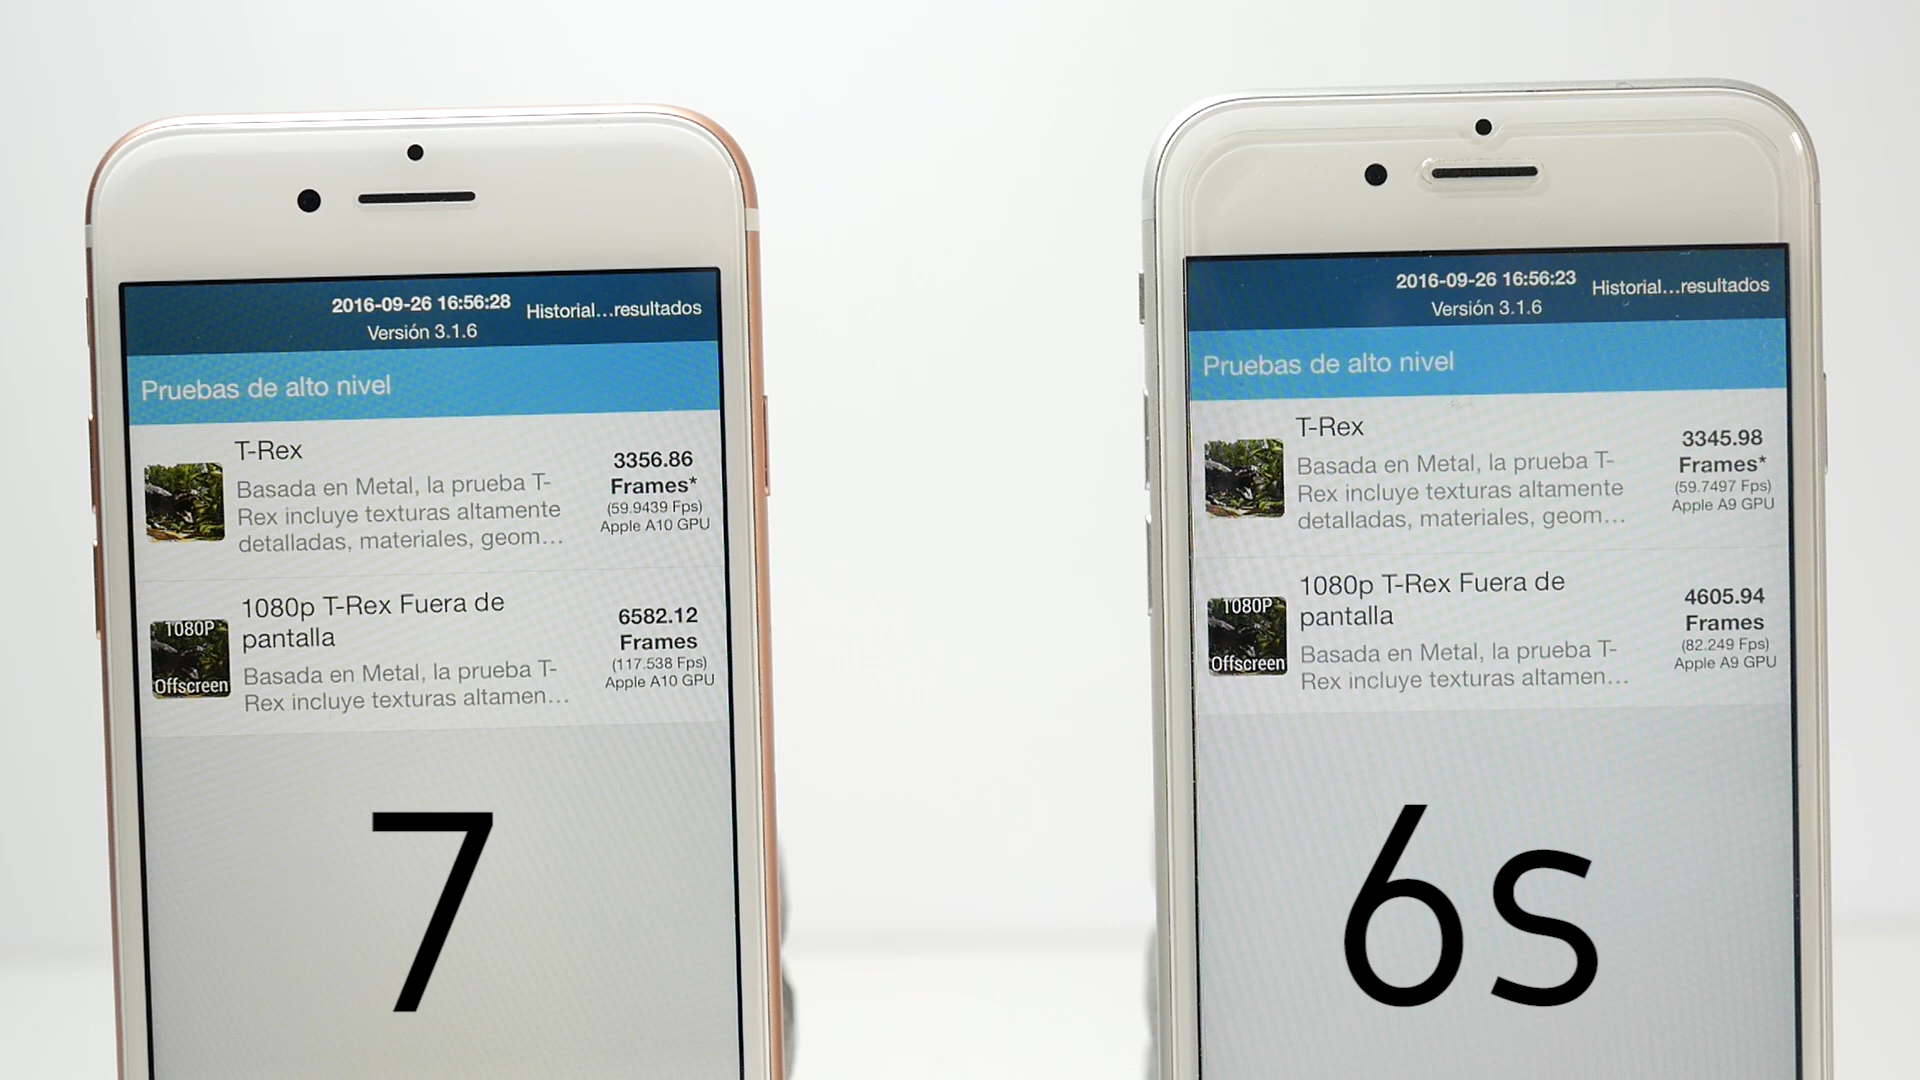 2016-09-26 16:56:28
Historial...resultados
Versión 3.1.6
Pruebas de alto nivel
T-Rex
Basada en Metal, la prueba T-
Rex incluye texturas altamente
detalladas, materiales, geom...
3356.86
Frames*
(59.9439 Fps)
Apple A10 GPU
1080P
Offscreen
1080p T-Rex Fuera de
pantalla
Basada en Metal, la prueba T-
Rex incluye texturas altamen...
6582.12
Frames
(117.538 Fps)
Apple A10 GPU
7
2016-09-26 16:56:23
Historial...resultados
Versión 3.1.6
Pruebas de alto nivel
T-Rex
Basada en Metal, la prueba T-
Rex incluye texturas altamente
detalladas, materiales, geom...
3345.98
Frames*
(59.7497 Fps)
Apple A9 GPU
1080P
Offscreen
1080p T-Rex Fuera de
pantalla
Basada en Metal, la prueba T-
Rex incluye texturas altamen...
4605.94
Frames
(82.249 Fps)
Apple A9 GPU
6s